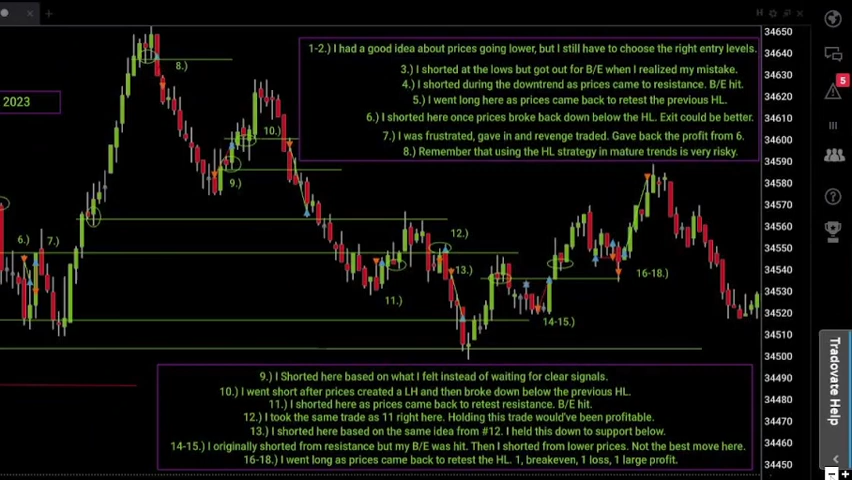 34650
1-2.) I had a good idea about prices going lower, but I still have to choose the right entry levels.
34640
8.)
3.) I shorted at the lows but got out for B/E when I realized my mistake.
34630
5
4.) I shorted during the downtrend as prices came to resistance. B/E hit.
2023
5.) I went long here as prices came back to retest the previous HL.
34620
6.) I shorted here once prices broke back down below the HL. Exit could be better.
34610
10.)
7.) I was frustrated, gave in and revenge traded. Gave back the profit from 6.
34600
8.) Remember that using the HL strategy in mature trends is very risky.
34590
9.)
34580
34570
34560
12.)
6.)
7.)
34550
13.)
16-18.)
34540
11.)
34530
34520
14-15.)
34510
34500
Tradovate Help
9.) I Shorted here based on what I felt instead of waiting for clear signals.
34490
10.) I went short after prices created a LH and then broke down below the previous HL.
11.) I shorted here as prices came back to retest resistance. B/E hit.
34480
12.) I took the same trade as 11 right here. Holding this trade would've been profitable.
34470
13.) I shorted here based on the same idea from #12. I held this down to support below.
14-15.) I originally shorted from resistance but my B/E was hit. Then I shorted from lower prices. Not the best move here.
34460
16-18.) I went long as prices came back to retest the HL. 1, breakeven, 1 loss, 1 large profit.
34450